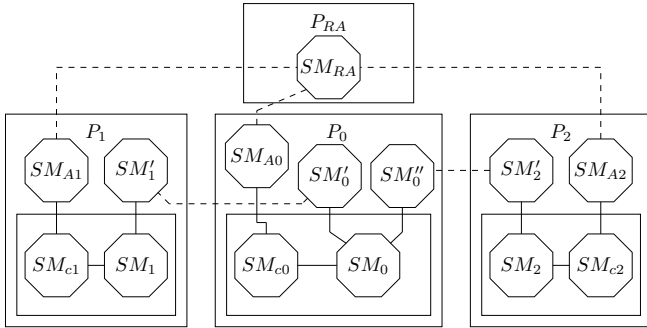 P_{RA}
SM_{RA}
P_1
SM_{A1}
SM'_1
SM_{c1}
SM_1
P_0
SM_{A0}
SM'_0
SM''_0
SM_{c0}
SM_0
P_2
SM'_2
SM_{A2}
SM_2
SM_{c2}